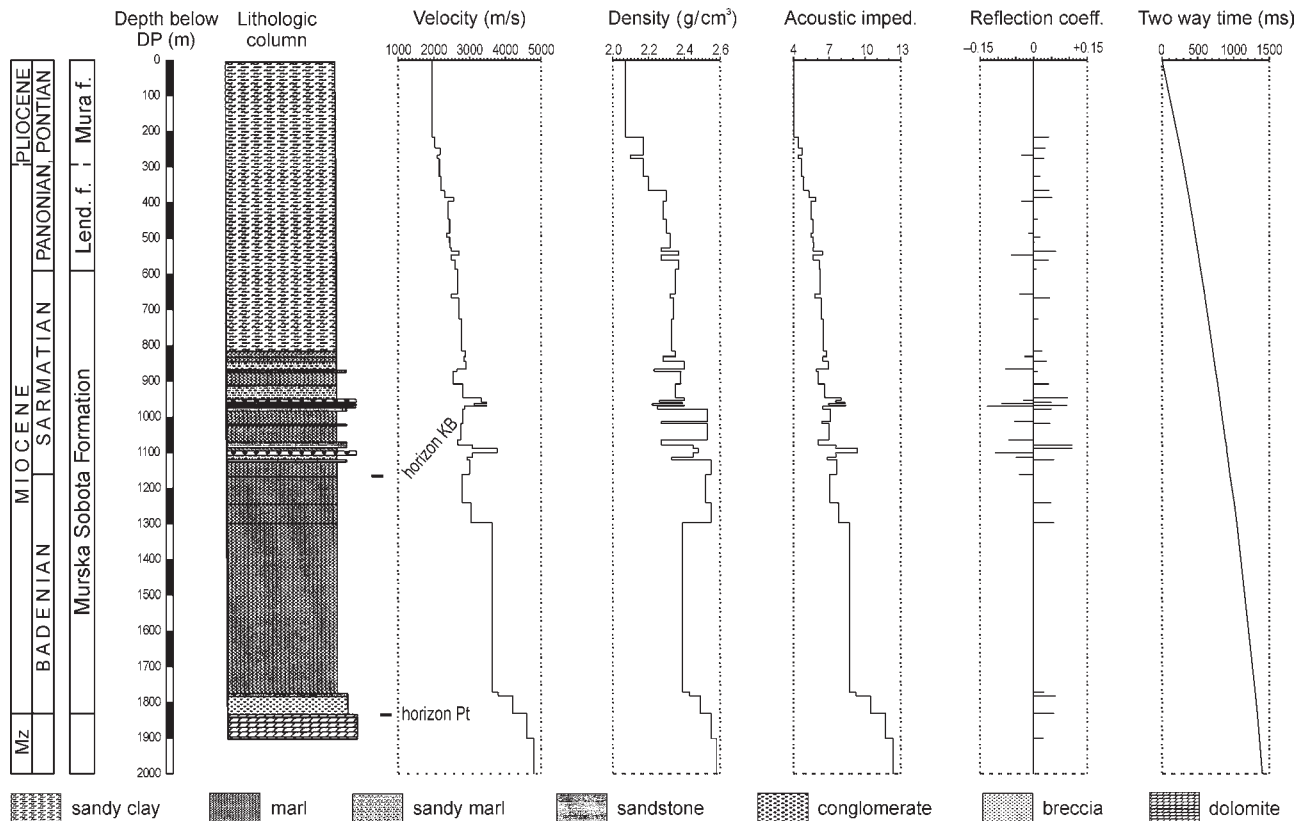 Depth below DP (m)
Lithologic column
Velocity (m/s)
1000 2000 3000 4000 5000
Density (g/cm³)
2.0 2.2 2.4 2.6
Acoustic imped.
4 7 10 13
Reflection coeff.
−0.15 0 +0.15
Two way time (ms)
0 500 1000 1500
PLIOCENE
MIOCENE
Mz
PANONIAN, PONTIAN
SARMATIAN
BADENIAN
Mura f.
Lend. f.
Murska Sobota Formation
0
100
200
300
400
500
600
700
800
900
1000
1100
1200
1300
1400
1500
1600
1700
1800
1900
2000
horizon KB
horizon Pt
sandy clay
marl
sandy marl
sandstone
conglomerate
breccia
dolomite